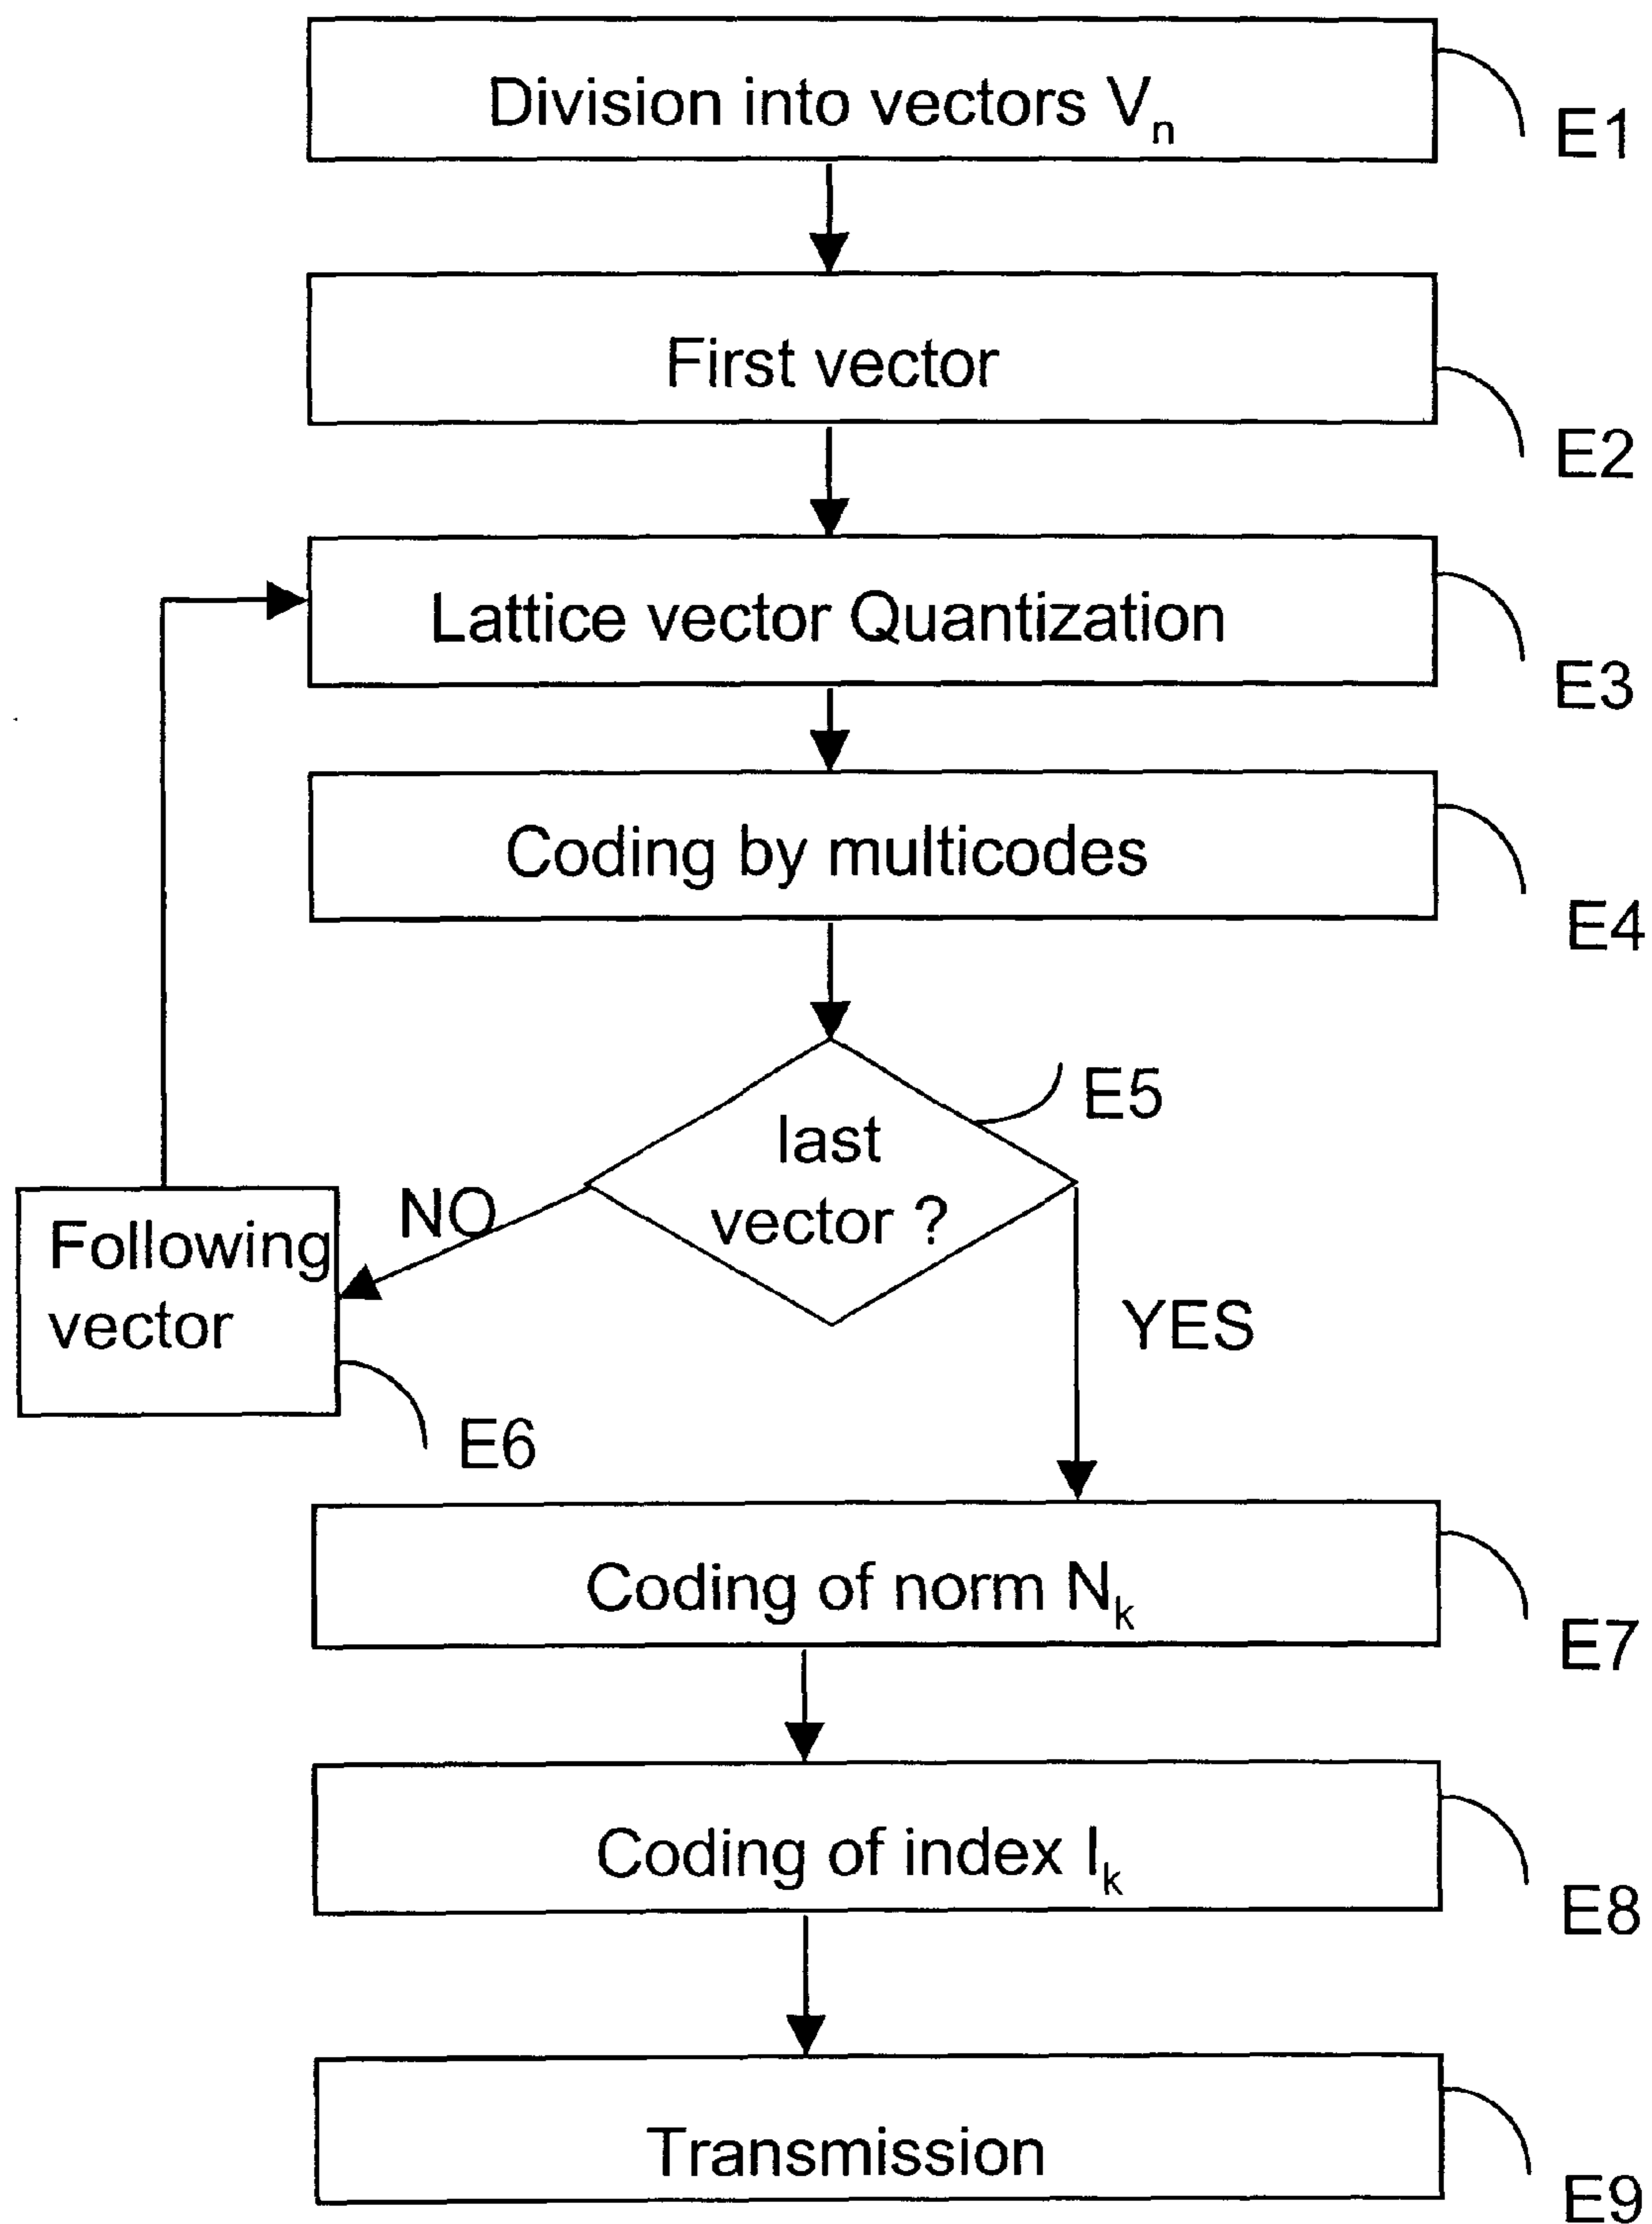 Division into vectors Vn
E1
First vector
E2
Lattice vector Quantization
E3
Coding by multicodes
E4
E5
last
vector ?
NO
Following
vector
YES
E6
Coding of norm Nk
E7
Coding of index Ik
E8
Transmission
E9